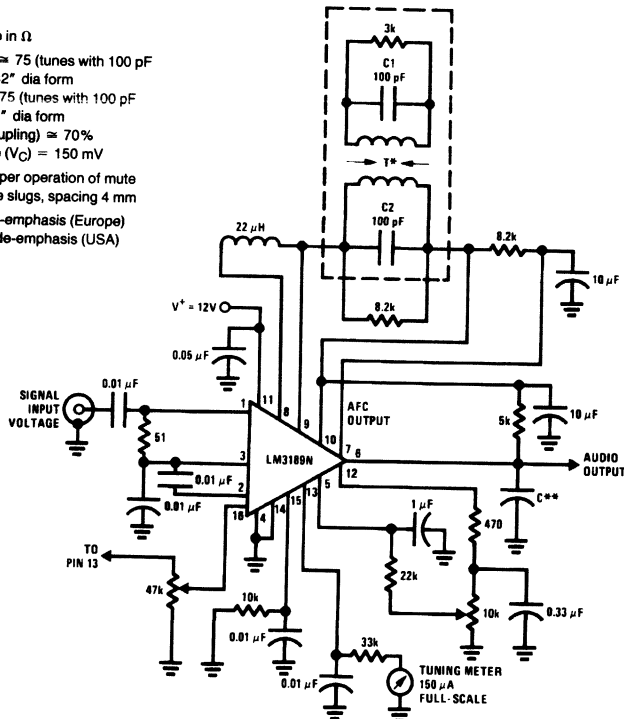 in Ω
≅ 75 (tunes with 100 pF
2" dia form
75 (tunes with 100 pF
" dia form
≅ 70%
(V_C) = 150 mV
per operation of mute
slugs, spacing 4 mm
-emphasis (Europe)
de-emphasis (USA)
3k
C1
100 pF
T*
C2
100 pF
22 μH
8.2k
8.2k
10 μF
V+ = 12V
0.05 μF
0.01 μF
SIGNAL
INPUT
VOLTAGE
51
1
11
8
9
10
AFC
OUTPUT
5k
10 μF
3
LM3189N
7
6
AUDIO
OUTPUT
0.01 μF
2
12
C**
0.01 μF
16
4
14
15
13
5
1 μF
470
TO
PIN 13
47k
10k
22k
10k
0.33 μF
0.01 μF
33k
0.01 μF
TUNING METER
150 μA
FULL-SCALE